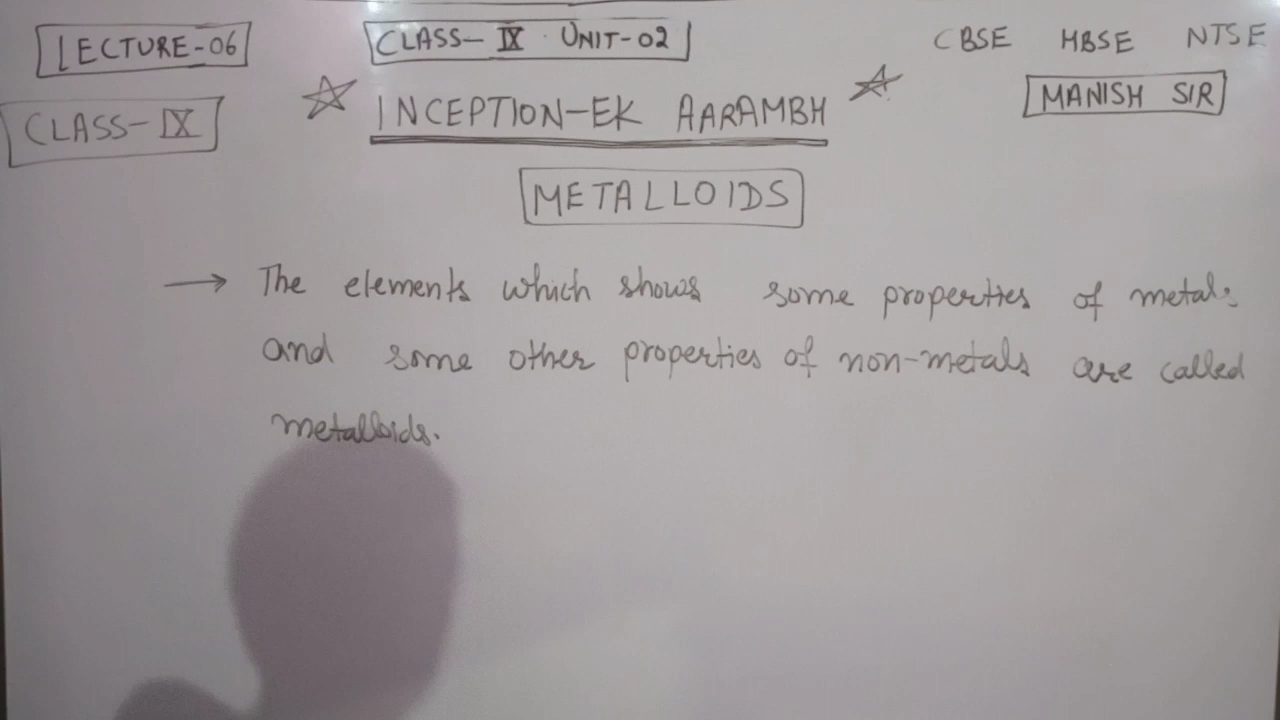 LECTURE-06
CLASS-IX UNIT-02
CBSE HBSE NTSE
CLASS-IX
INCEPTION-EK AARAMBH
MANISH SIR
METALLOIDS
→ The elements which shows some properties of metals
and some other properties of non-metals are called
metalloids.